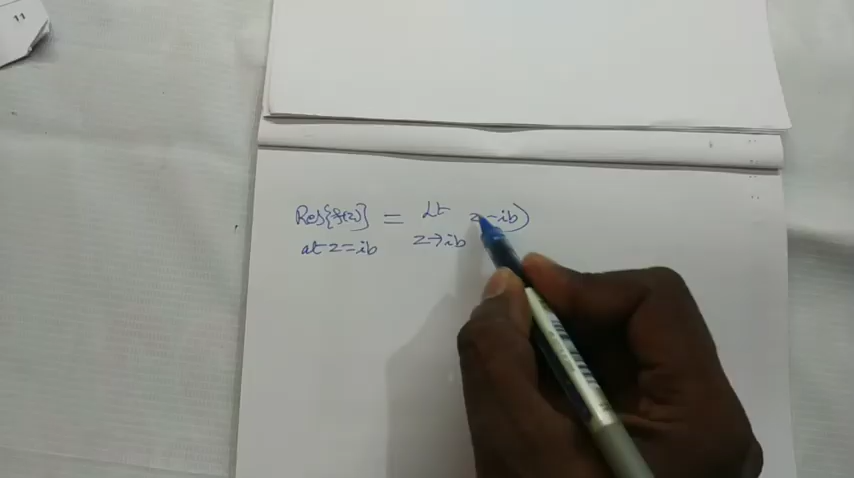 Res{f(z)} = Lt z-ib)
at z=ib z→ib